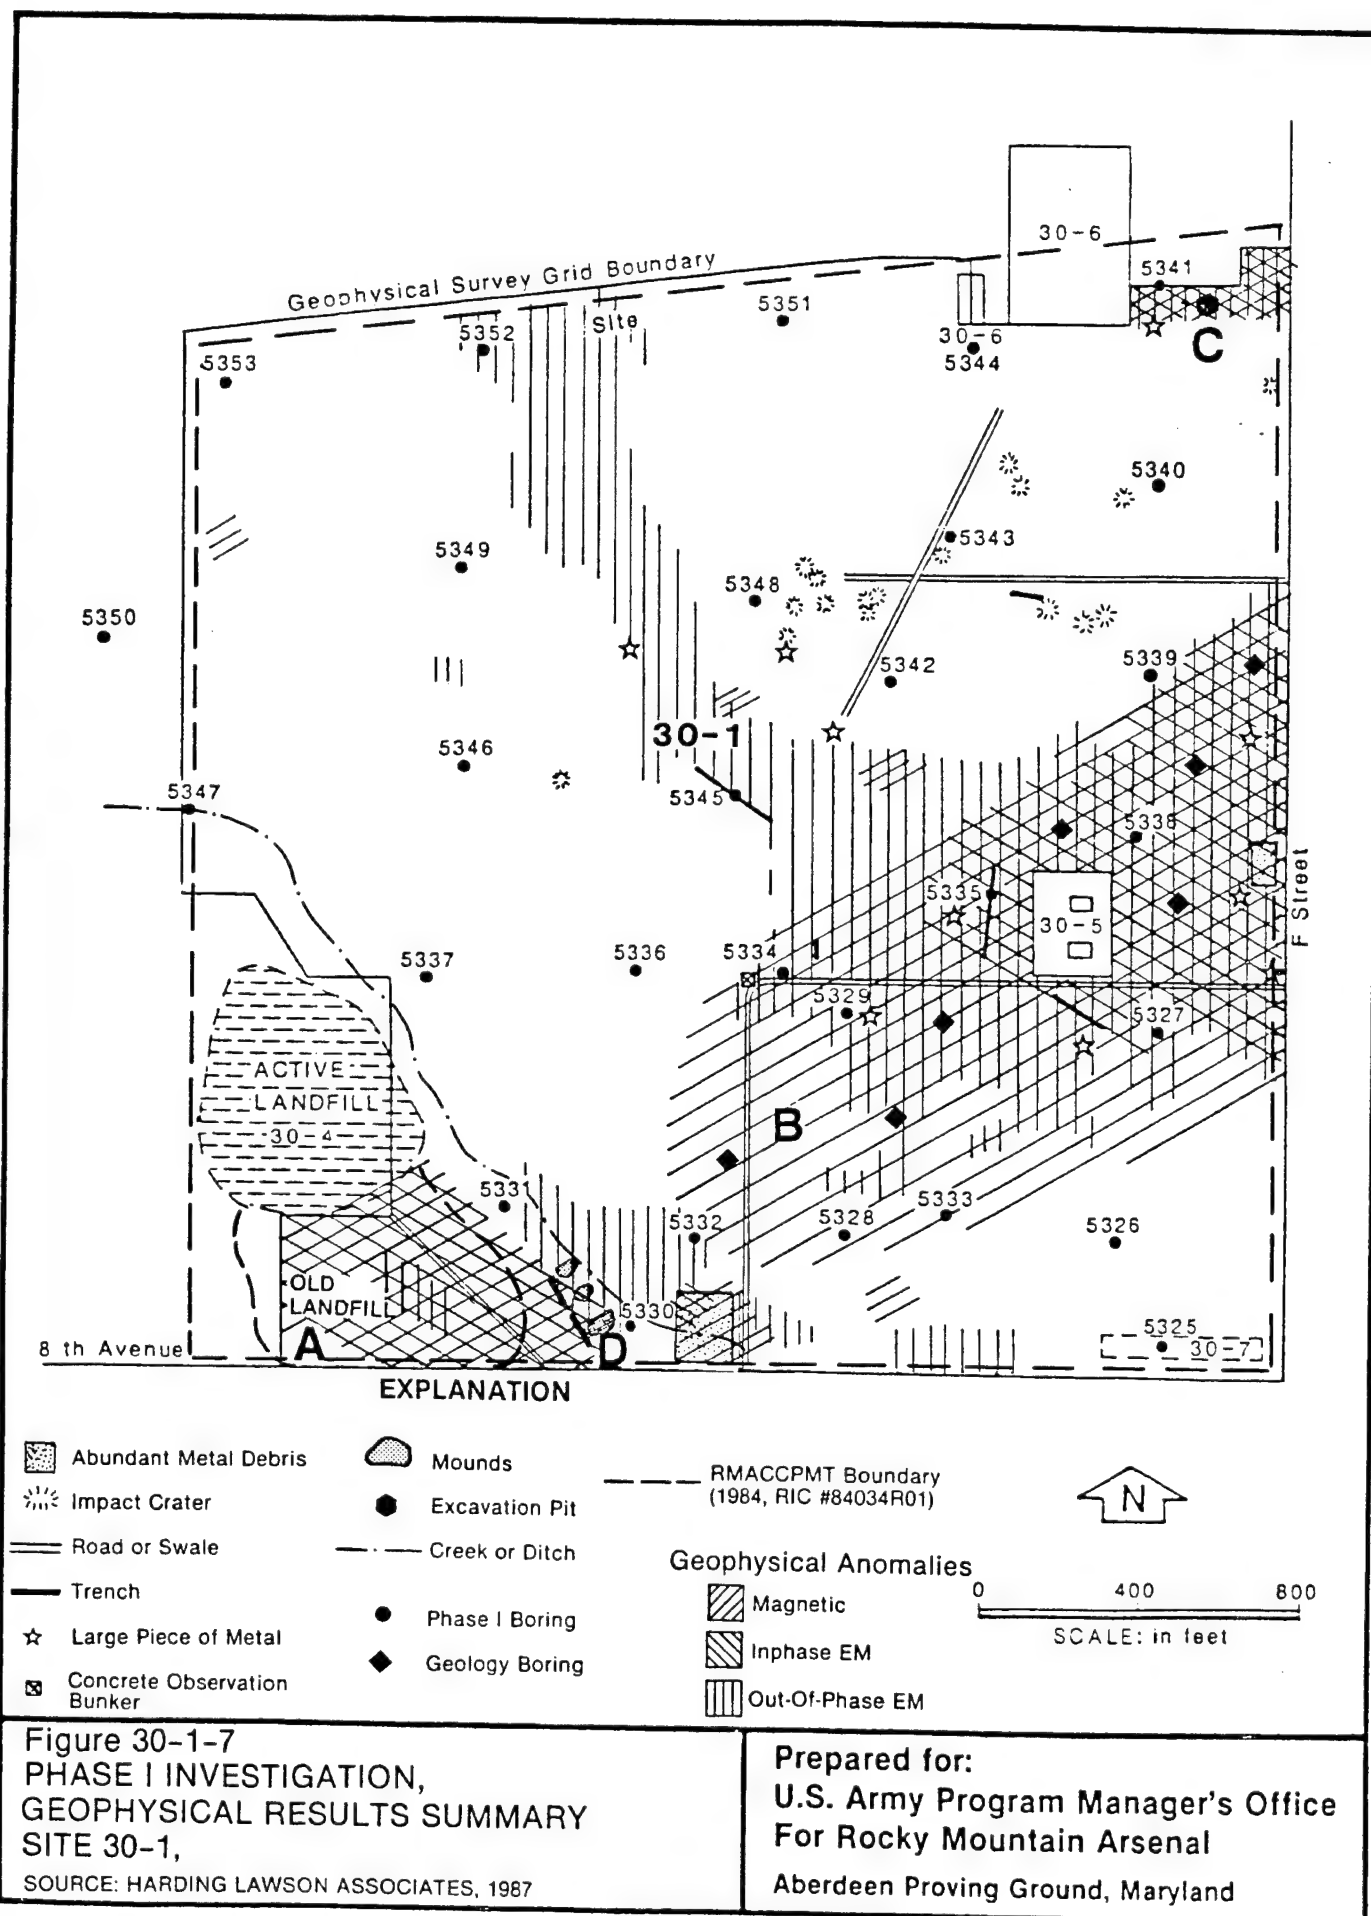 30-6
5341
Geophysical Survey Grid Boundary
5351
Site
5352
30-6
5344
C
5353
5340
5343
5349
5348
5350
5339
5342
30-1
5346
5345
5347
5338
5335
F Street
30-5
5337
5336
5334
5329
5327
ACTIVE
LANDFILL
30-4
B
5331
5333
5332
5328
5326
OLD
LANDFILL
5330
5325
30-7
8 th Avenue
A
D
EXPLANATION
Abundant Metal Debris
Impact Crater
Road or Swale
Trench
Large Piece of Metal
Concrete Observation
Bunker
Mounds
Excavation Pit
Creek or Ditch
Phase I Boring
Geology Boring
RMACCPMT Boundary
(1984, RIC #84034R01)
Geophysical Anomalies
Magnetic
Inphase EM
Out-Of-Phase EM
N
0 400 800
SCALE: in feet
Figure 30-1-7
PHASE I INVESTIGATION,
GEOPHYSICAL RESULTS SUMMARY
SITE 30-1,
SOURCE: HARDING LAWSON ASSOCIATES, 1987
Prepared for:
U.S. Army Program Manager's Office
For Rocky Mountain Arsenal
Aberdeen Proving Ground, Maryland